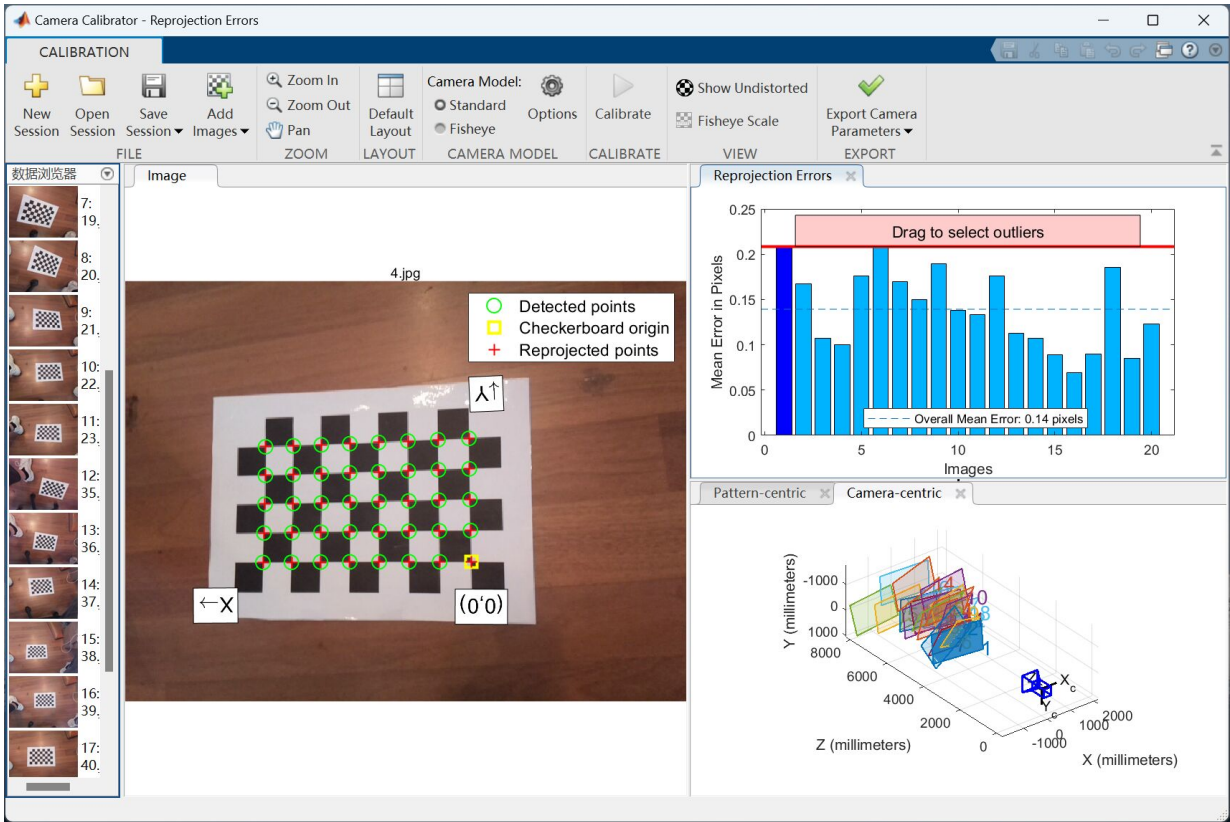 Camera Calibrator - Reprojection Errors
CALIBRATION
New Session
Open Session
Save Session
Add Images
FILE
Zoom In
Zoom Out
Pan
ZOOM
Default Layout
LAYOUT
Camera Model:
Standard
Fisheye
Options
CAMERA MODEL
Calibrate
CALIBRATE
Show Undistorted
Fisheye Scale
VIEW
Export Camera Parameters
EXPORT
数据浏览器
7:
19.
8:
20.
9:
21.
10:
22.
11:
23.
12:
35.
13:
36.
14:
37.
15:
38.
16:
39.
17:
40.
Image
4.jpg
Detected points
Checkerboard origin
Reprojected points
Y→
X→
(0,0)
Reprojection Errors
Drag to select outliers
0.25
0.2
0.15
0.1
0.05
0
Mean Error in Pixels
Overall Mean Error: 0.14 pixels
0 5 10 15 20
Images
Pattern-centric
Camera-centric
-1000
0
1000
Y (millimeters)
8000
6000
4000
2000
0
Z (millimeters)
-1000
0
1000
2000
X (millimeters)
1
Xc
Yc